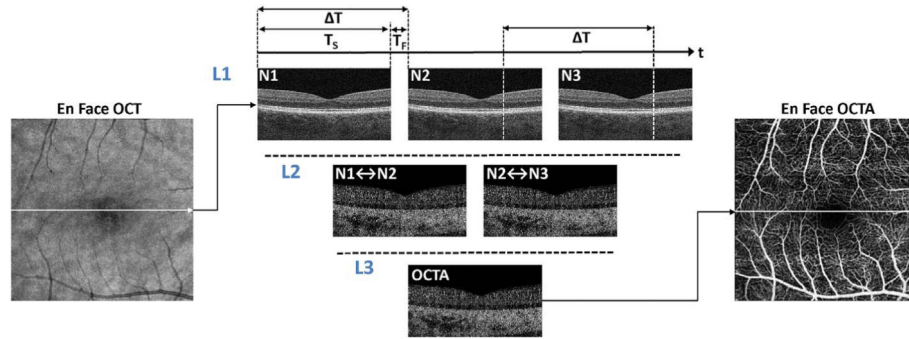 ΔT
T_S
T_F
ΔT
t
L1
N1
N2
N3
En Face OCT
En Face OCTA
L2
N1↔N2
N2↔N3
L3
OCTA